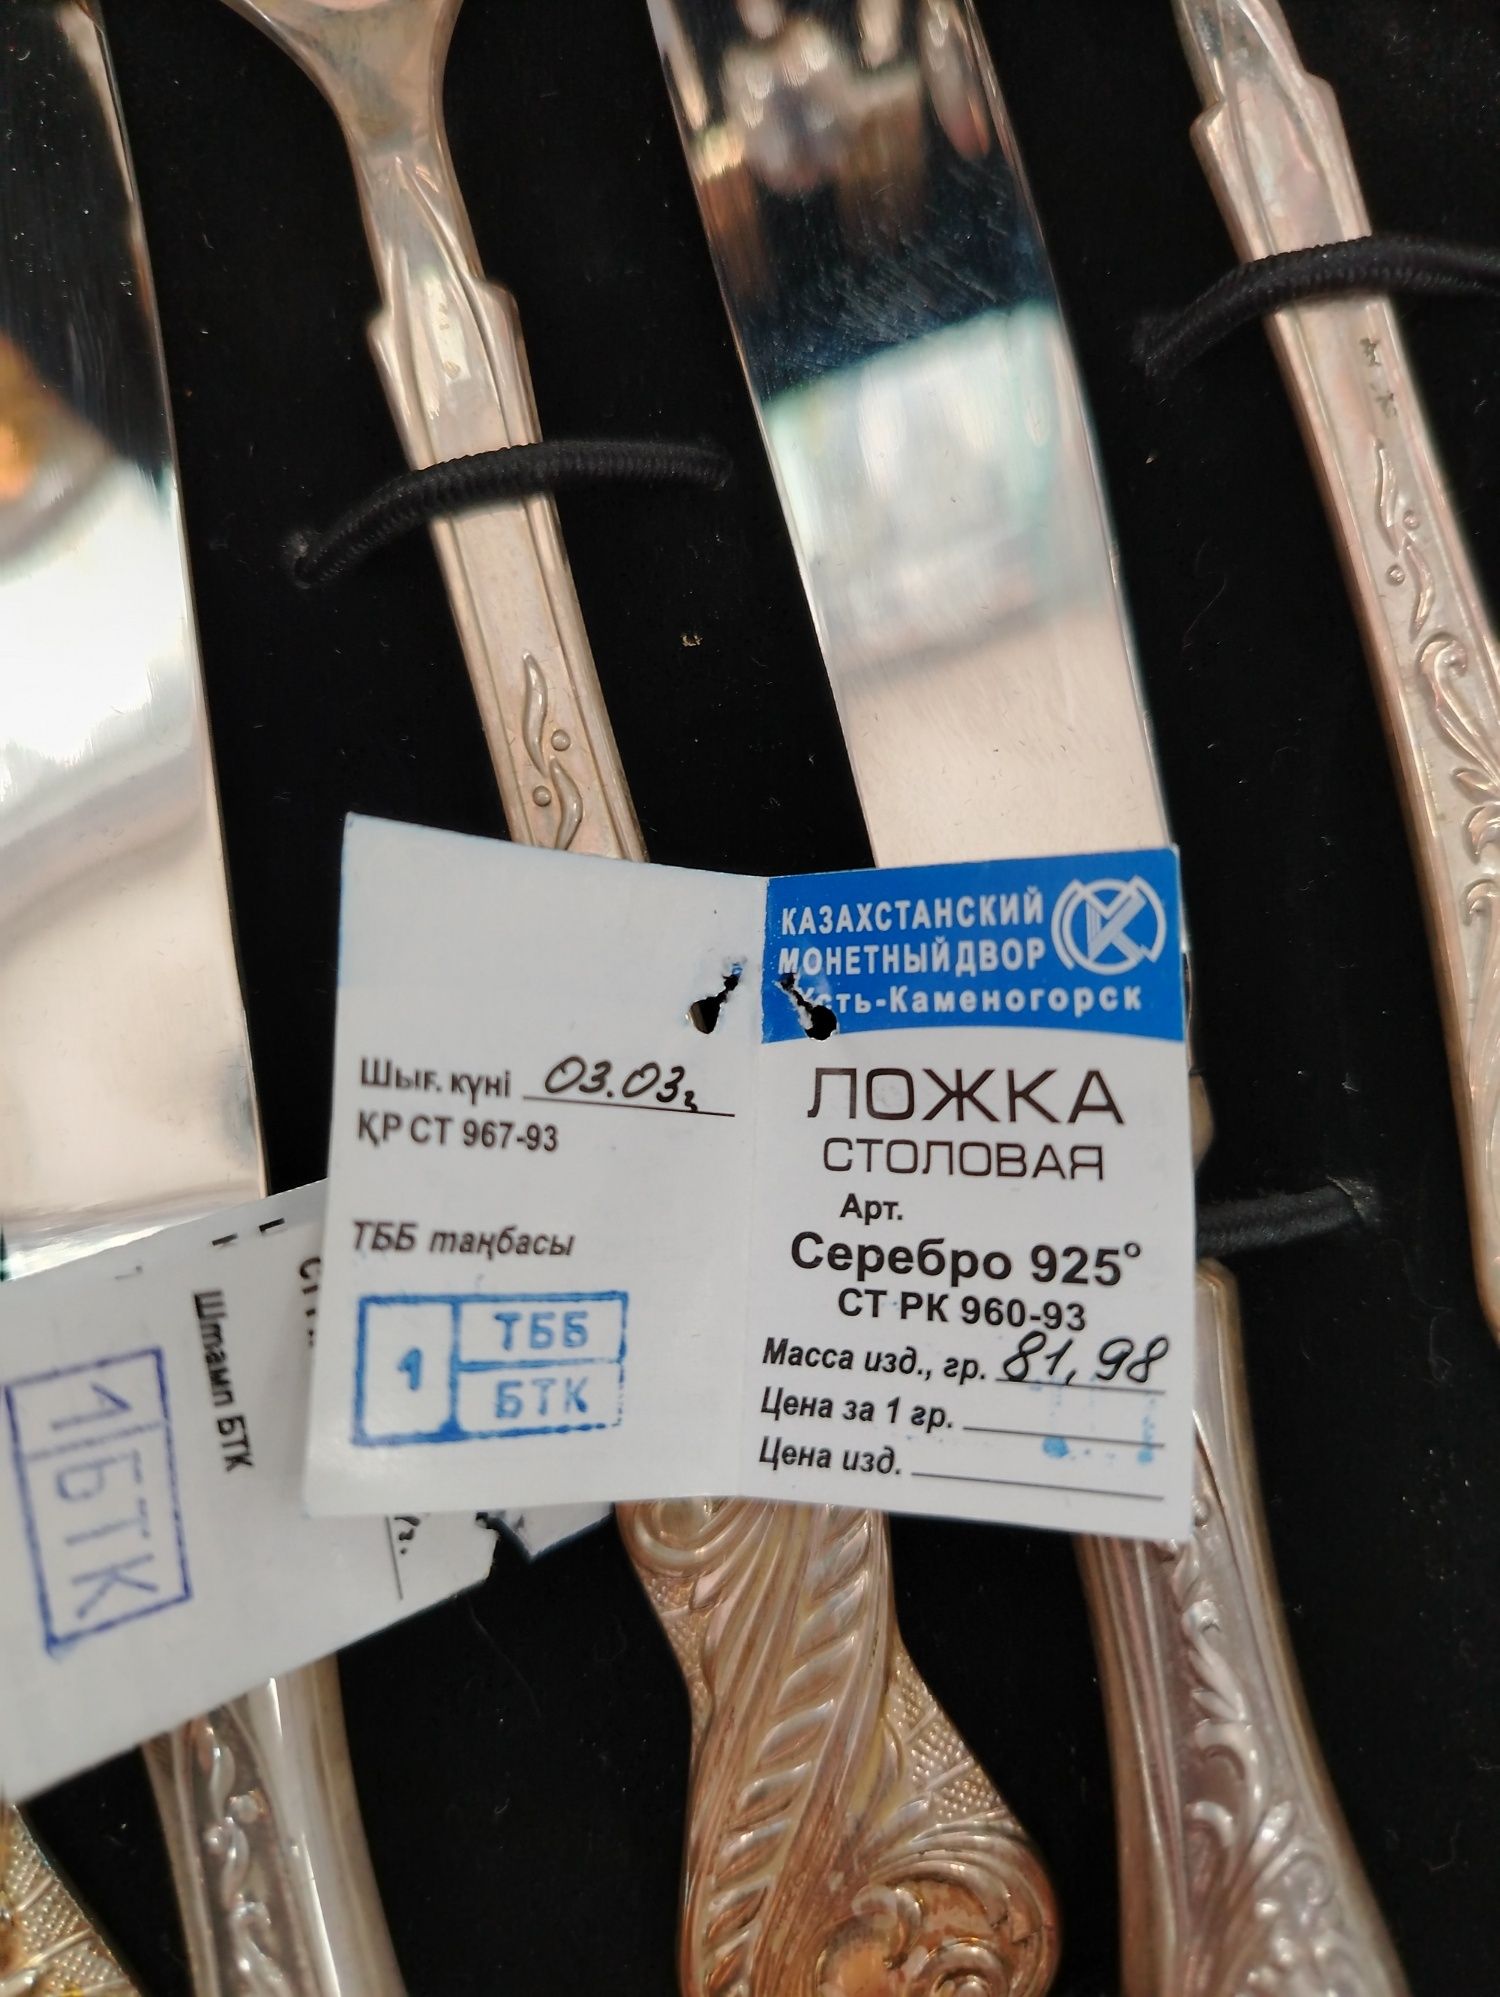 КАЗАХСТАНСКИЙ
МОНЕТНЫЙ ДВОР
Усть-Каменогорск
ЛОЖКА
СТОЛОВАЯ
Арт.
Серебро 925°
СТ РК 960-93
Масса изд., гр. 81,98
Цена за 1 гр.
Цена изд.
Шығ. күні 03.03г
ҚР СТ 967-93
ТББ таңбасы
1 ТББ
БТК
Штамп БТК
1 БТК